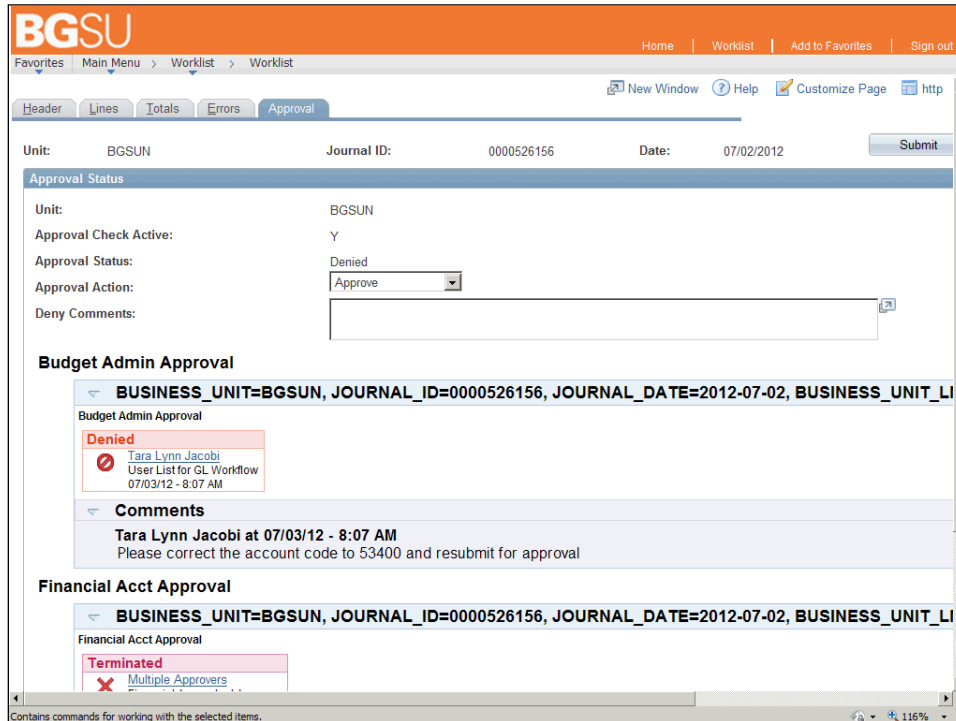 BGSU
Home | Worklist | Add to Favorites | Sign out
Favorites Main Menu > Worklist > Worklist
New Window Help Customize Page http
Header Lines Totals Errors Approval
Unit: BGSUN Journal ID: 0000526156 Date: 07/02/2012 Submit
Approval Status
Unit: BGSUN
Approval Check Active: Y
Approval Status: Denied
Approval Action: Approve
Deny Comments:
Budget Admin Approval
BUSINESS_UNIT=BGSUN, JOURNAL_ID=0000526156, JOURNAL_DATE=2012-07-02, BUSINESS_UNIT_LI
Budget Admin Approval
Denied
Tara Lynn Jacobi
User List for GL Workflow
07/03/12 - 8:07 AM
Comments
Tara Lynn Jacobi at 07/03/12 - 8:07 AM
Please correct the account code to 53400 and resubmit for approval
Financial Acct Approval
BUSINESS_UNIT=BGSUN, JOURNAL_ID=0000526156, JOURNAL_DATE=2012-07-02, BUSINESS_UNIT_LI
Financial Acct Approval
Terminated
Multiple Approvers
Contains commands for working with the selected items. 116%